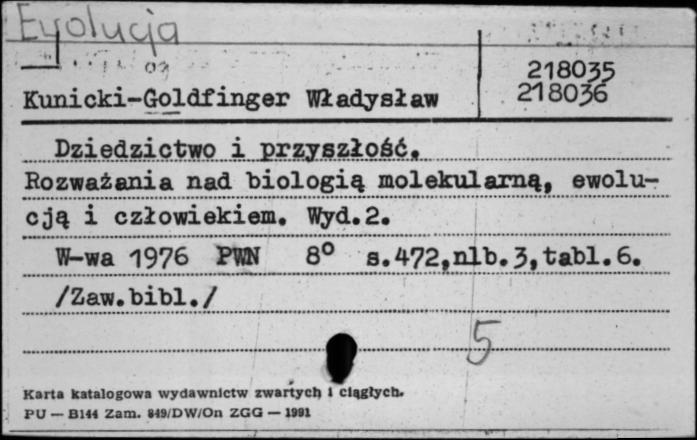 Ewolucja
218035
Kunicki-Goldfinger Władysław
218036
Dziedzictwo i przyszłość.
Rozważania nad biologią molekularną, ewolu-
cją i człowiekiem. Wyd.2.
W-wa 1976 PWN 8° s.472,nlb.3,tabl.6.
/Zaw.bibl./
5
Karta katalogowa wydawnictw zwartych i ciągłych.
PU — B144 Zam. 849/DW/On ZGG — 1991